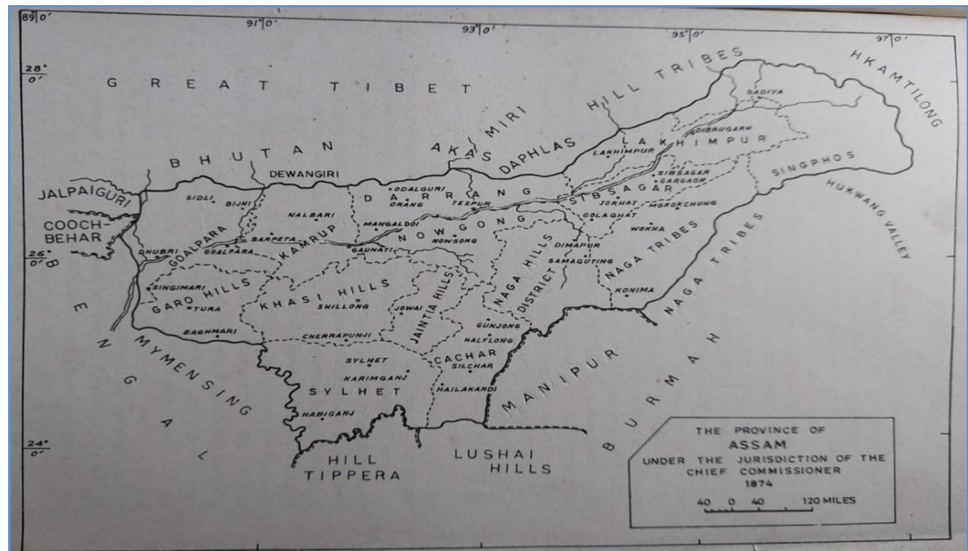 89|0'
91|0'
93|0'
95|0'
97|0'
28°
0'
GREAT TIBET
HILL TRIBES
HKAMTILONG
MIRI
SADIYA
BHUTAN
AKAS
DAPHLAS
DIBRUGARH
LAKHIMPUR
LAKHIMPUR
DEWANGIRI
SINGPHOS
JALPAIGURI
ODALGURI
DARRANG
SIBSAGAR
GARGAON
HUKWANG VALLEY
SIDLI
BIJNI
ORANG
TEZPUR
SIBSAGAR
JORHAT
MOROKCHUNG
COOCH-
BEHAR
NALBARI
MANGALDOI
GOLAGHAT
WOKHA
GOALPARA
KAMRUP
NOWGONG
NOWGONG
BARPETA
GAUHATI
DIMAPUR
NAGA TRIBES
NAGA TRIBES
26°
0'
DHUBRI
GOALPARA
SAMAGUTING
NAGA HILLS
DISTRICT
SINGIMARI
GARO HILLS
TURA
KHASI HILLS
SHILLONG
JOWAI
JAINTIA HILLS
KOHIMA
BENGAL
BAGHMARI
CHERRAPUNJI
GUNJONG
HALFLONG
MYMENSING
SYLHET
CACHAR
SILCHAR
MANIPUR
BURMAH
KARIMGANJ
SYLHET
HAILAKANDI
HABIGANJ
24°
0'
HILL
TIPPERA
LUSHAI
HILLS
THE PROVINCE OF
ASSAM
UNDER THE JURISDICTION OF THE
CHIEF COMMISSIONER
1874
40 0 40 120 MILES